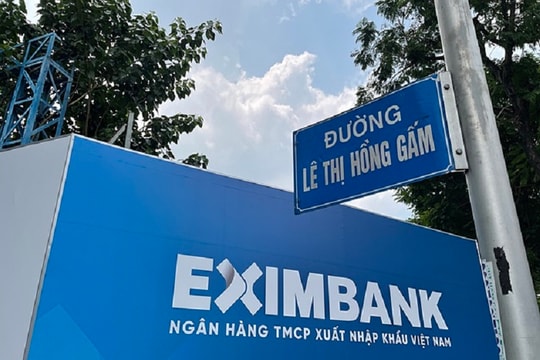 ĐƯỜNG
LÊ THỊ HỒNG GẤM
EXIMBANK
NGÂN HÀNG TMCP XUẤT NHẬP KHẨU VIỆT NAM